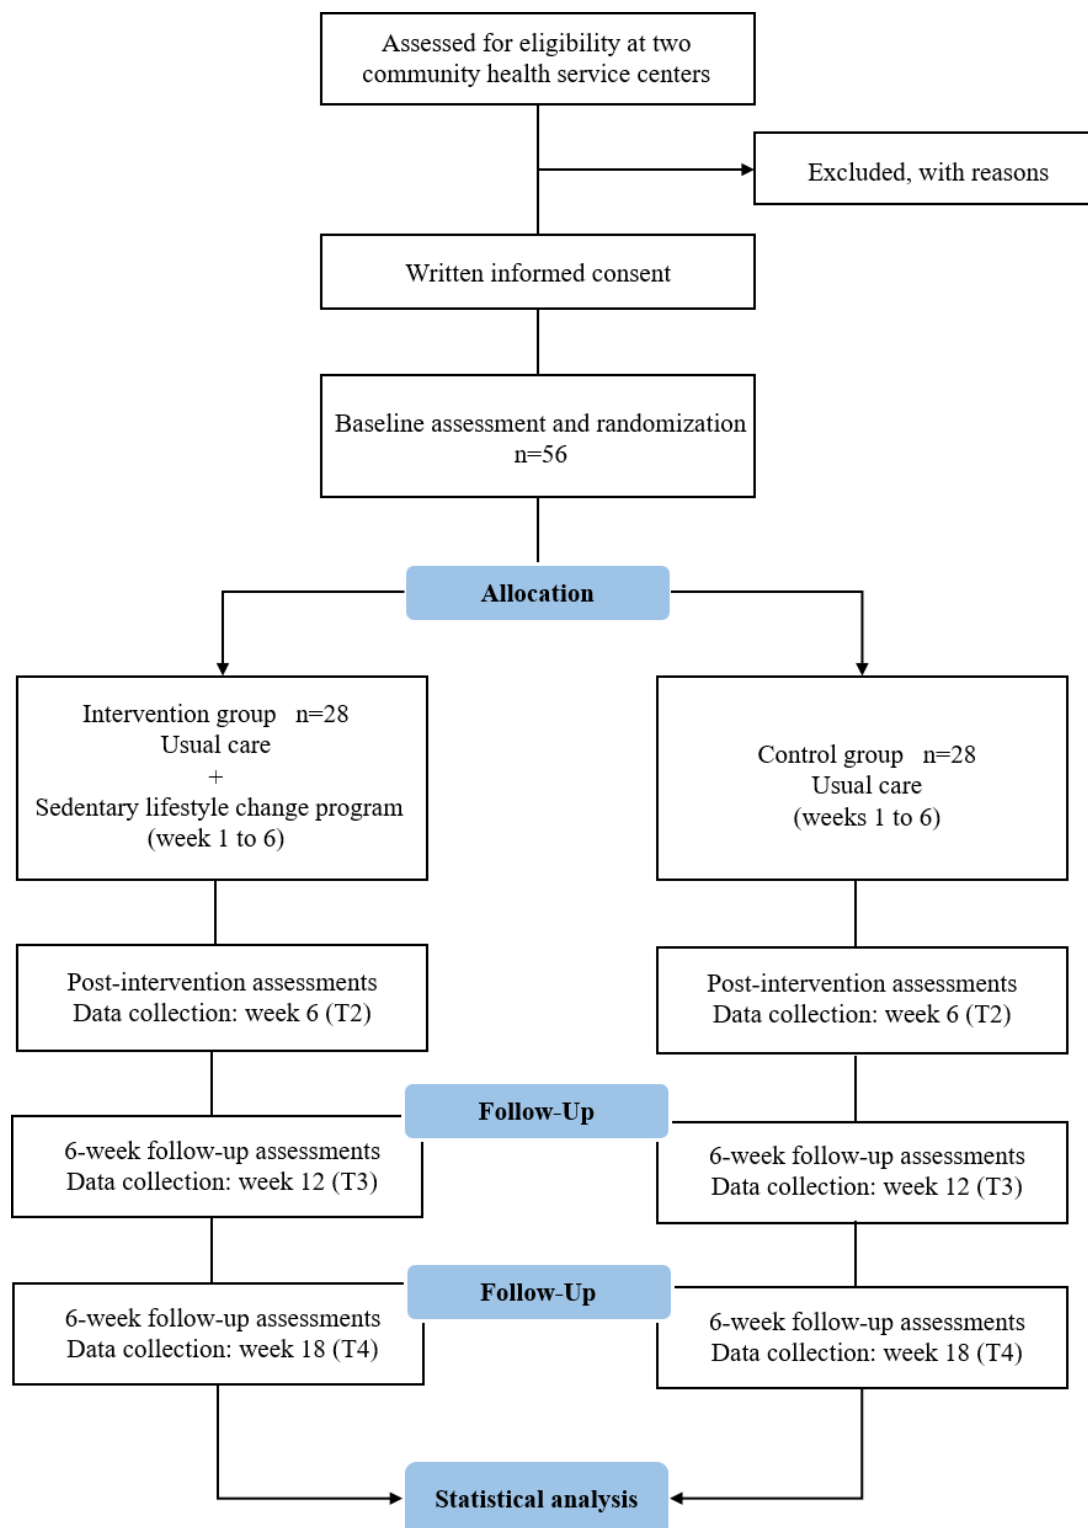 Assessed for eligibility at two
community health service centers
Excluded, with reasons
Written informed consent
Baseline assessment and randomization
n=56
Allocation
Intervention group n=28
Usual care
+
Sedentary lifestyle change program
(week 1 to 6)
Control group n=28
Usual care
(weeks 1 to 6)
Post-intervention assessments
Data collection: week 6 (T2)
Post-intervention assessments
Data collection: week 6 (T2)
Follow-Up
6-week follow-up assessments
Data collection: week 12 (T3)
6-week follow-up assessments
Data collection: week 12 (T3)
Follow-Up
6-week follow-up assessments
Data collection: week 18 (T4)
6-week follow-up assessments
Data collection: week 18 (T4)
Statistical analysis